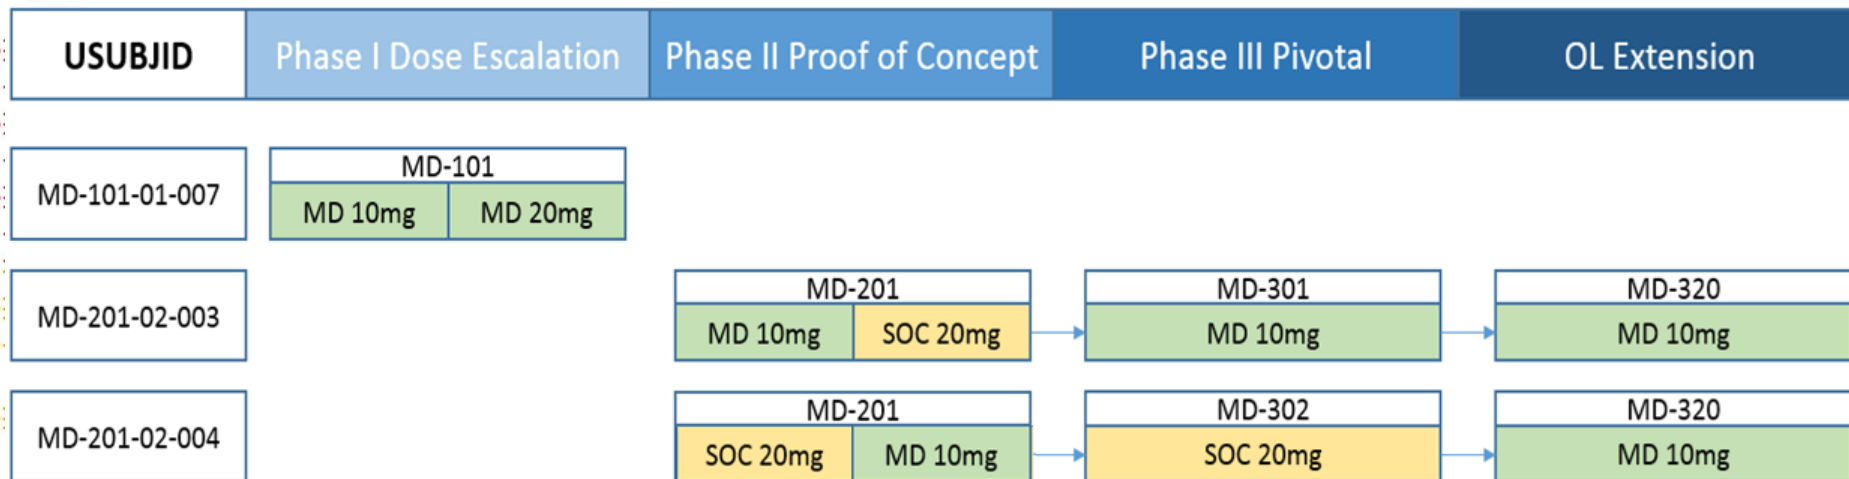 USUBJID Phase I Dose Escalation Phase II Proof of Concept Phase III Pivotal OL Extension
MD-101-01-007
MD-101
MD 10mg MD 20mg
MD-201-02-003
MD-201 MD-301 MD-320
MD 10mg SOC 20mg MD 10mg MD 10mg
MD-201-02-004
MD-201 MD-302 MD-320
SOC 20mg MD 10mg SOC 20mg MD 10mg